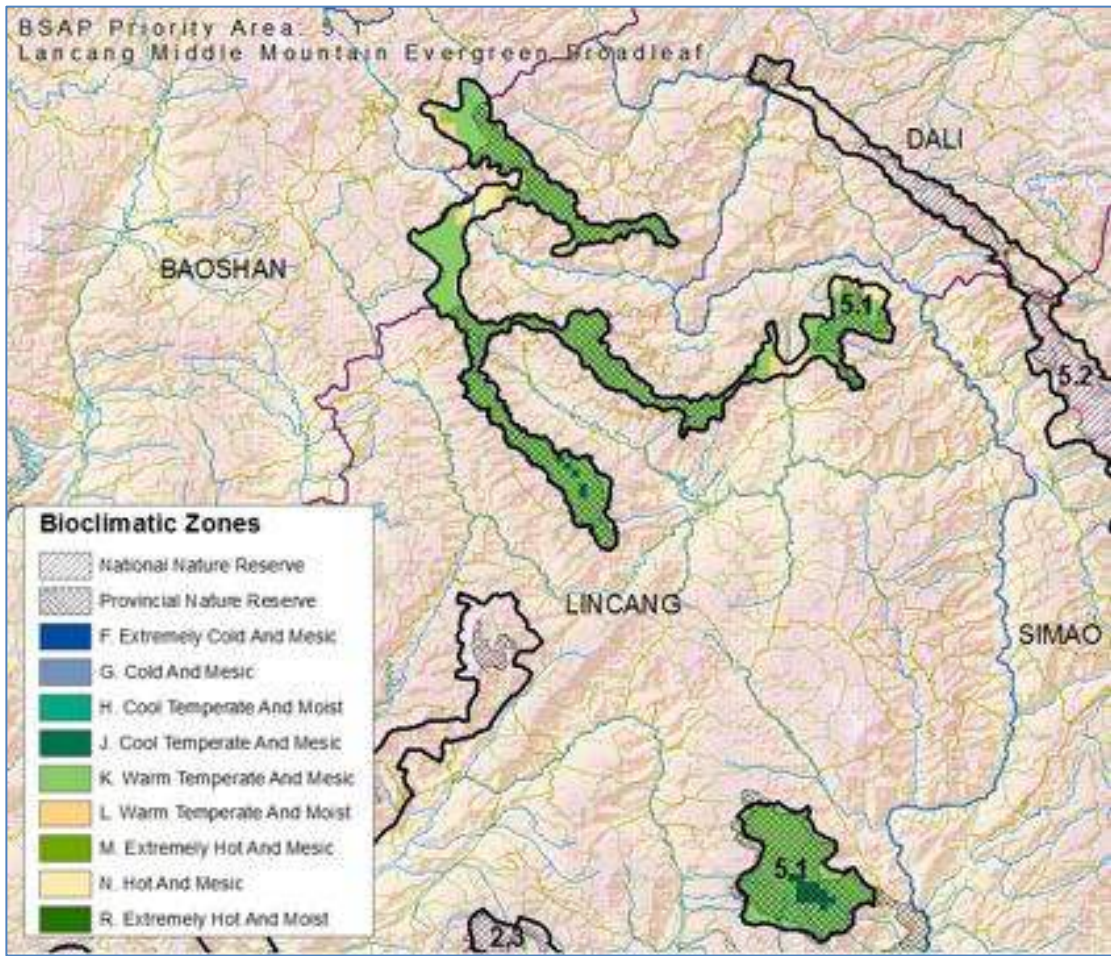 BSAP Priority Area: 5.1
Lancang Middle Mountain Evergreen Broadleaf
DALI
BAOSHAN
5.1
5.2
Bioclimatic Zones
National Nature Reserve
Provincial Nature Reserve
F. Extremely Cold And Mesic
G. Cold And Mesic
H. Cool Temperate And Moist
J. Cool Temperate And Mesic
K. Warm Temperate And Mesic
L. Warm Temperate And Moist
M. Extremely Hot And Mesic
N. Hot And Mesic
R. Extremely Hot And Moist
LINCANG
SIMAO
5.1
2.3